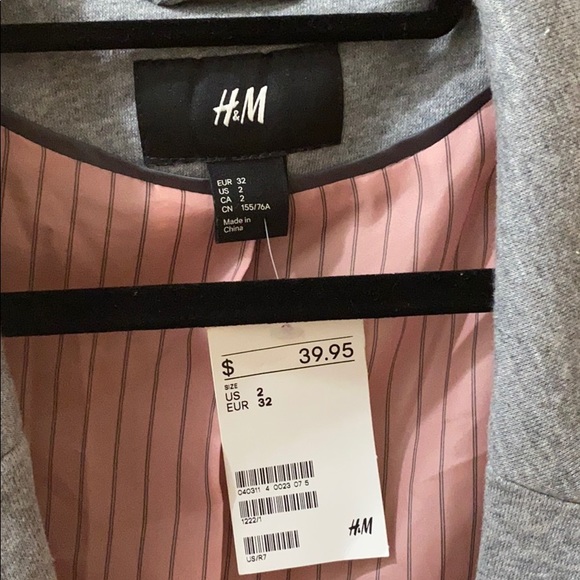 H&M
EUR 32
US 2
CA 2
CN 155/76A
Made in
China
$ 39.95
SIZE
US 2
EUR 32
040311 4 0023 07 5
1222/1
H&M
US/R7